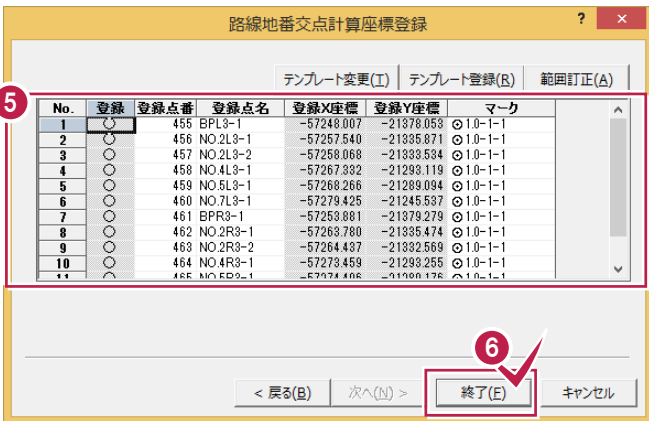 路線地番交点計算座標登録 ? ×
テンプレート変更(T) テンプレート登録(R) 範囲訂正(A)
5
No. 登録 登録点番 登録点名 登録X座標 登録Y座標 マーク
1 ○ 455 BPL3-1 -57248.007 -21378.053 ⊙1.0-1-1
2 ○ 456 NO.2L3-1 -57257.540 -21335.871 ⊙1.0-1-1
3 ○ 457 NO.2L3-2 -57258.068 -21333.534 ⊙1.0-1-1
4 ○ 458 NO.4L3-1 -57267.332 -21293.119 ⊙1.0-1-1
5 ○ 459 NO.5L3-1 -57268.266 -21289.094 ⊙1.0-1-1
6 ○ 460 NO.7L3-1 -57279.425 -21245.537 ⊙1.0-1-1
7 ○ 461 BPR3-1 -57253.881 -21379.279 ⊙1.0-1-1
8 ○ 462 NO.2R3-1 -57263.780 -21335.474 ⊙1.0-1-1
9 ○ 463 NO.2R3-2 -57264.437 -21332.569 ⊙1.0-1-1
10 ○ 464 NO.4R3-1 -57273.459 -21293.255 ⊙1.0-1-1
11 ○ 465 NO.5R3-1 ⊙1.0-1-1
6
< 戻る(B) 次へ(N) > 終了(F) キャンセル